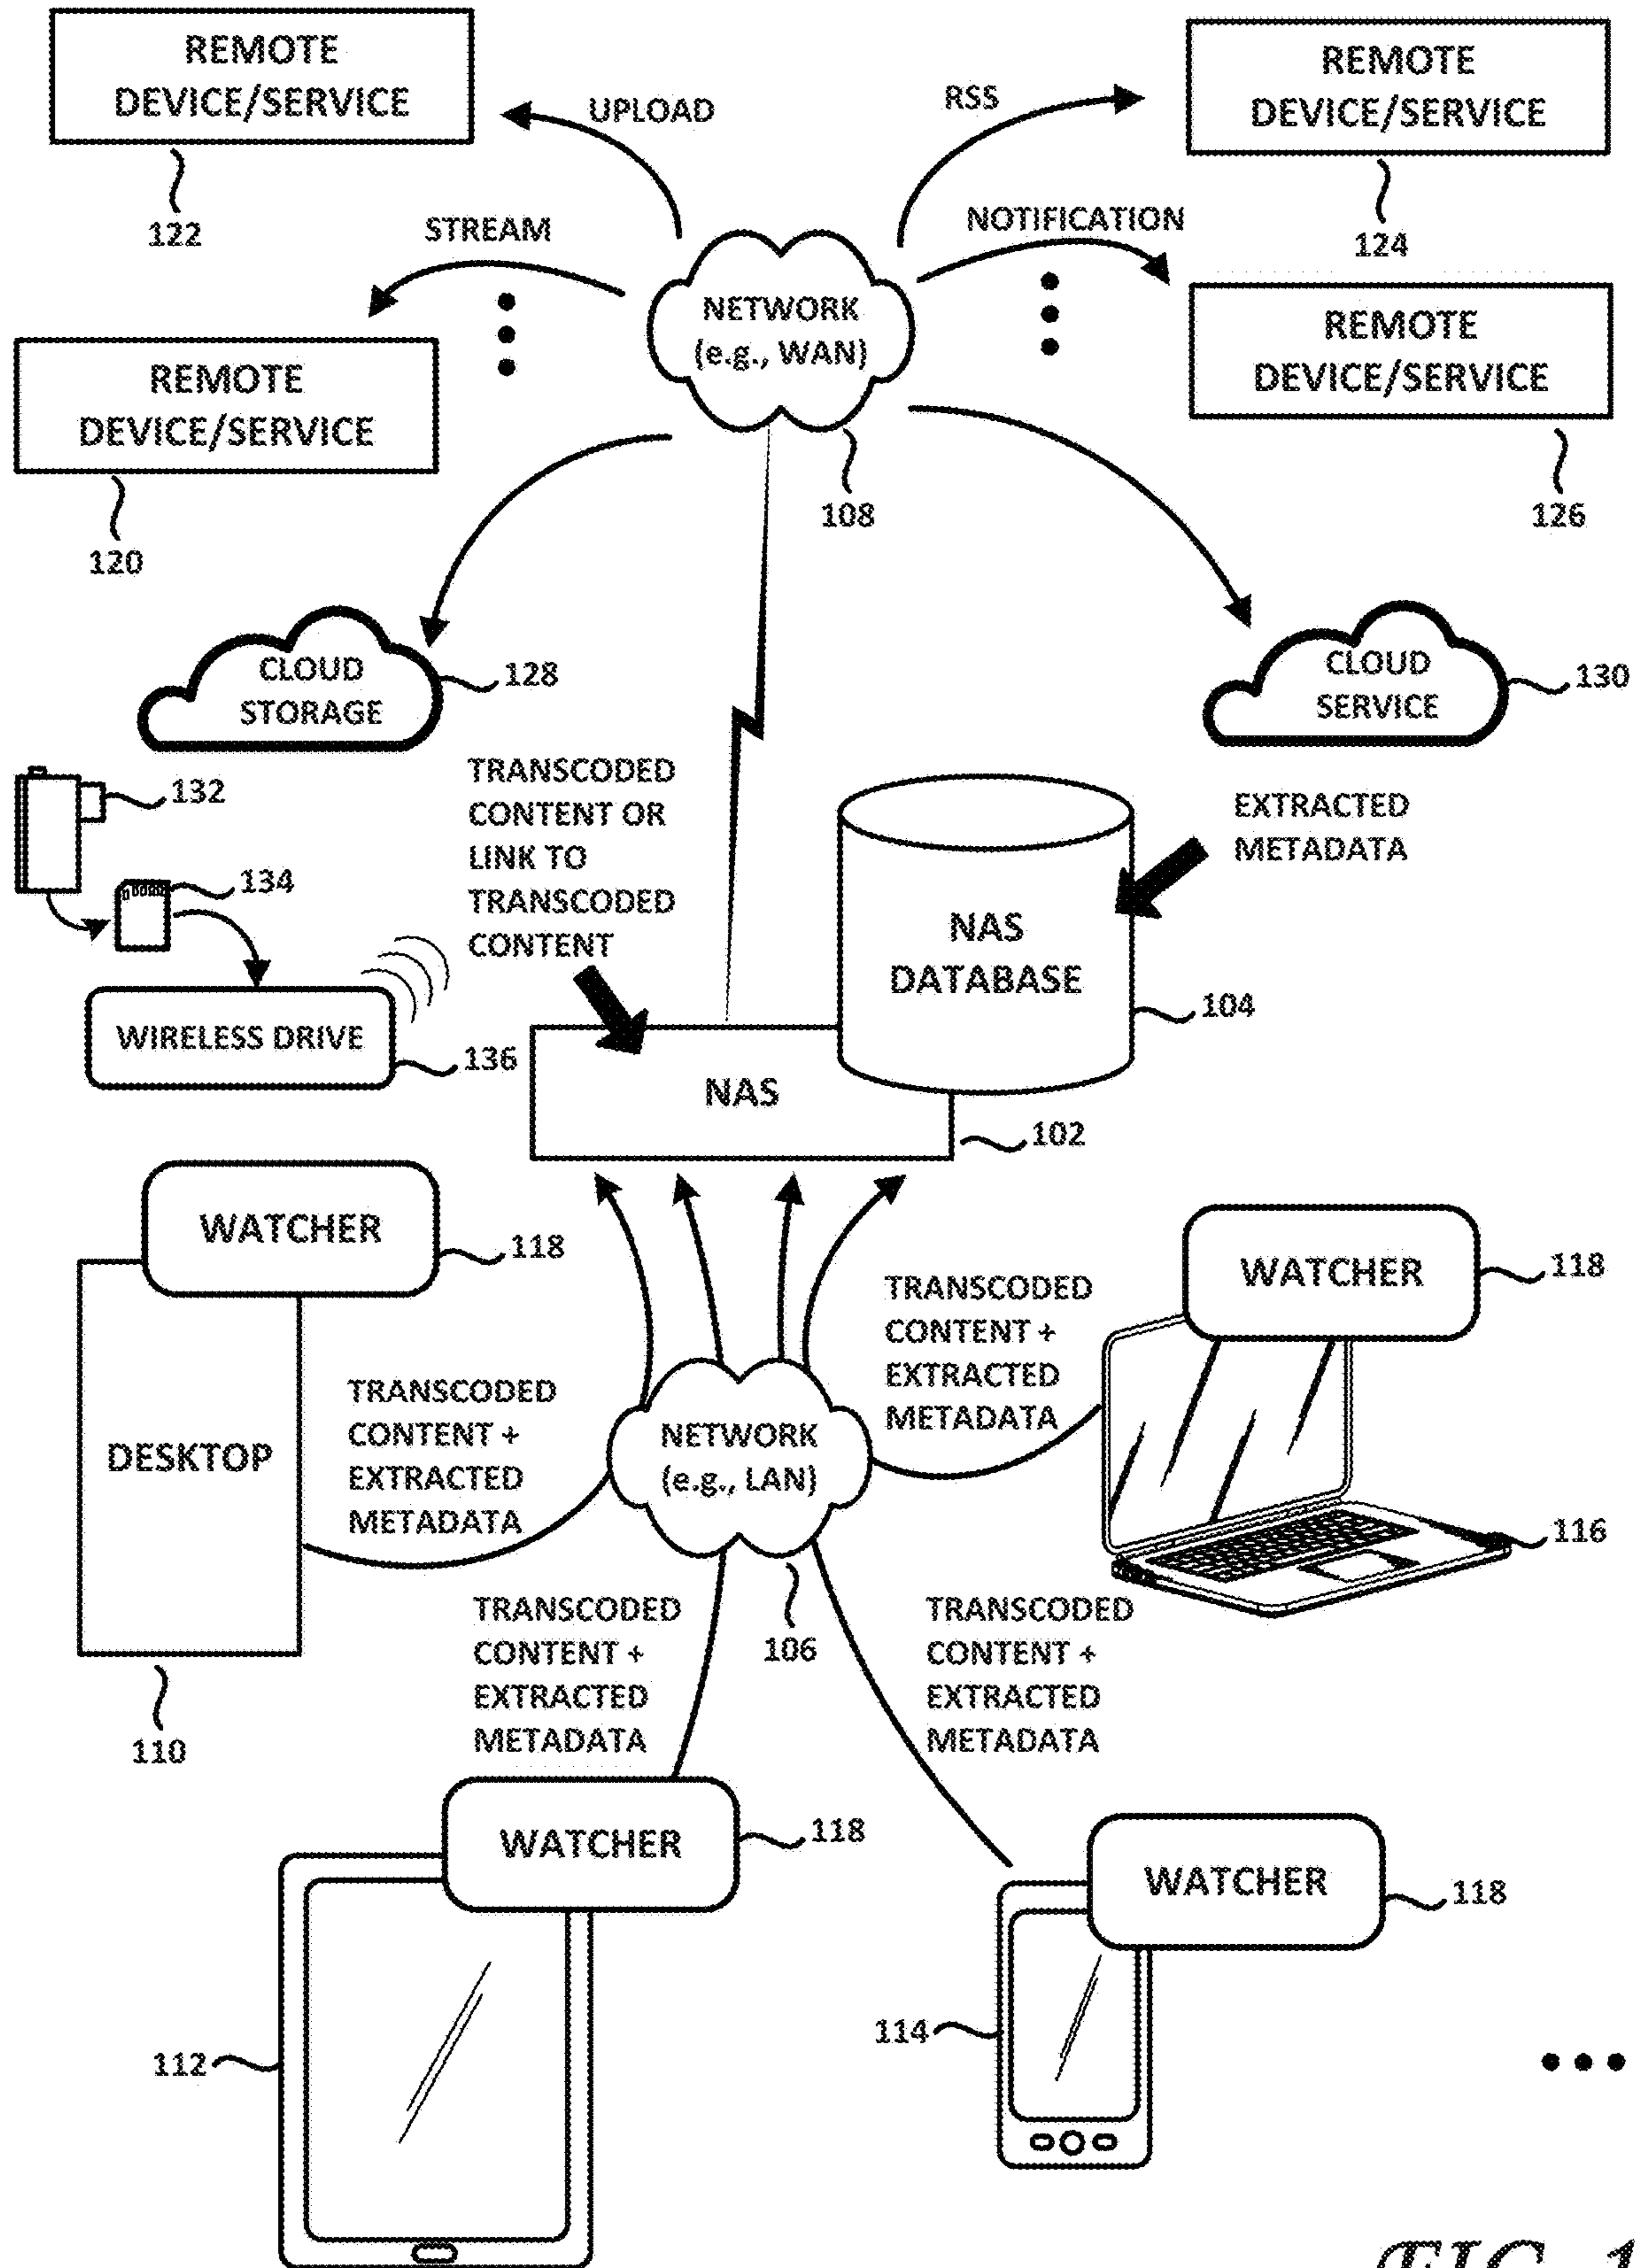 REMOTE
DEVICE/SERVICE
122
UPLOAD
RSS
REMOTE
DEVICE/SERVICE
124
STREAM
NOTIFICATION
NETWORK
(e.g., WAN)
108
REMOTE
DEVICE/SERVICE
120
REMOTE
DEVICE/SERVICE
126
CLOUD
STORAGE
128
CLOUD
SERVICE
130
132
134
WIRELESS DRIVE
136
TRANSCODED
CONTENT OR
LINK TO
TRANSCODED
CONTENT
EXTRACTED
METADATA
NAS
DATABASE
104
NAS
102
WATCHER
118
DESKTOP
110
TRANSCODED
CONTENT +
EXTRACTED
METADATA
NETWORK
(e.g., LAN)
106
TRANSCODED
CONTENT +
EXTRACTED
METADATA
WATCHER
118
116
TRANSCODED
CONTENT +
EXTRACTED
METADATA
TRANSCODED
CONTENT +
EXTRACTED
METADATA
WATCHER
118
112
WATCHER
118
114
FIG. 1